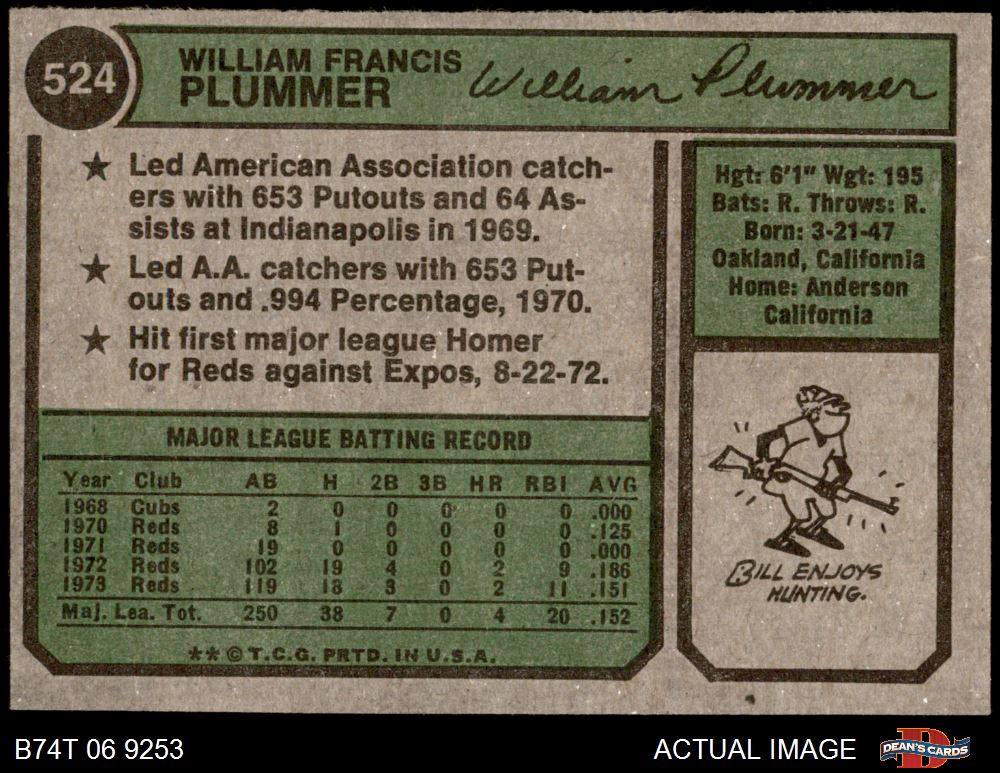 524
WILLIAM FRANCIS
PLUMMER
William Plummer
★ Led American Association catch-
ers with 653 Putouts and 64 As-
sists at Indianapolis in 1969.
★ Led A.A. catchers with 653 Put-
outs and .994 Percentage, 1970.
★ Hit first major league Homer
for Reds against Expos, 8-22-72.
Hgt: 6'1" Wgt: 195
Bats: R. Throws: R.
Born: 3-21-47
Oakland, California
Home: Anderson
California
MAJOR LEAGUE BATTING RECORD
Year Club AB H 2B 3B HR RBI AVG
1968 Cubs 2 0 0 0 0 0 .000
1970 Reds 8 1 0 0 0 0 .125
1971 Reds 19 0 0 0 0 0 .000
1972 Reds 102 19 4 0 2 9 .186
1973 Reds 119 18 3 0 2 11 .151
Maj. Lea. Tot. 250 38 7 0 4 20 .152
** © T.C.G. PRTD. IN U.S.A.
BILL ENJOYS
HUNTING.
B74T 06 9253
ACTUAL IMAGE
DEAN'S CARDS